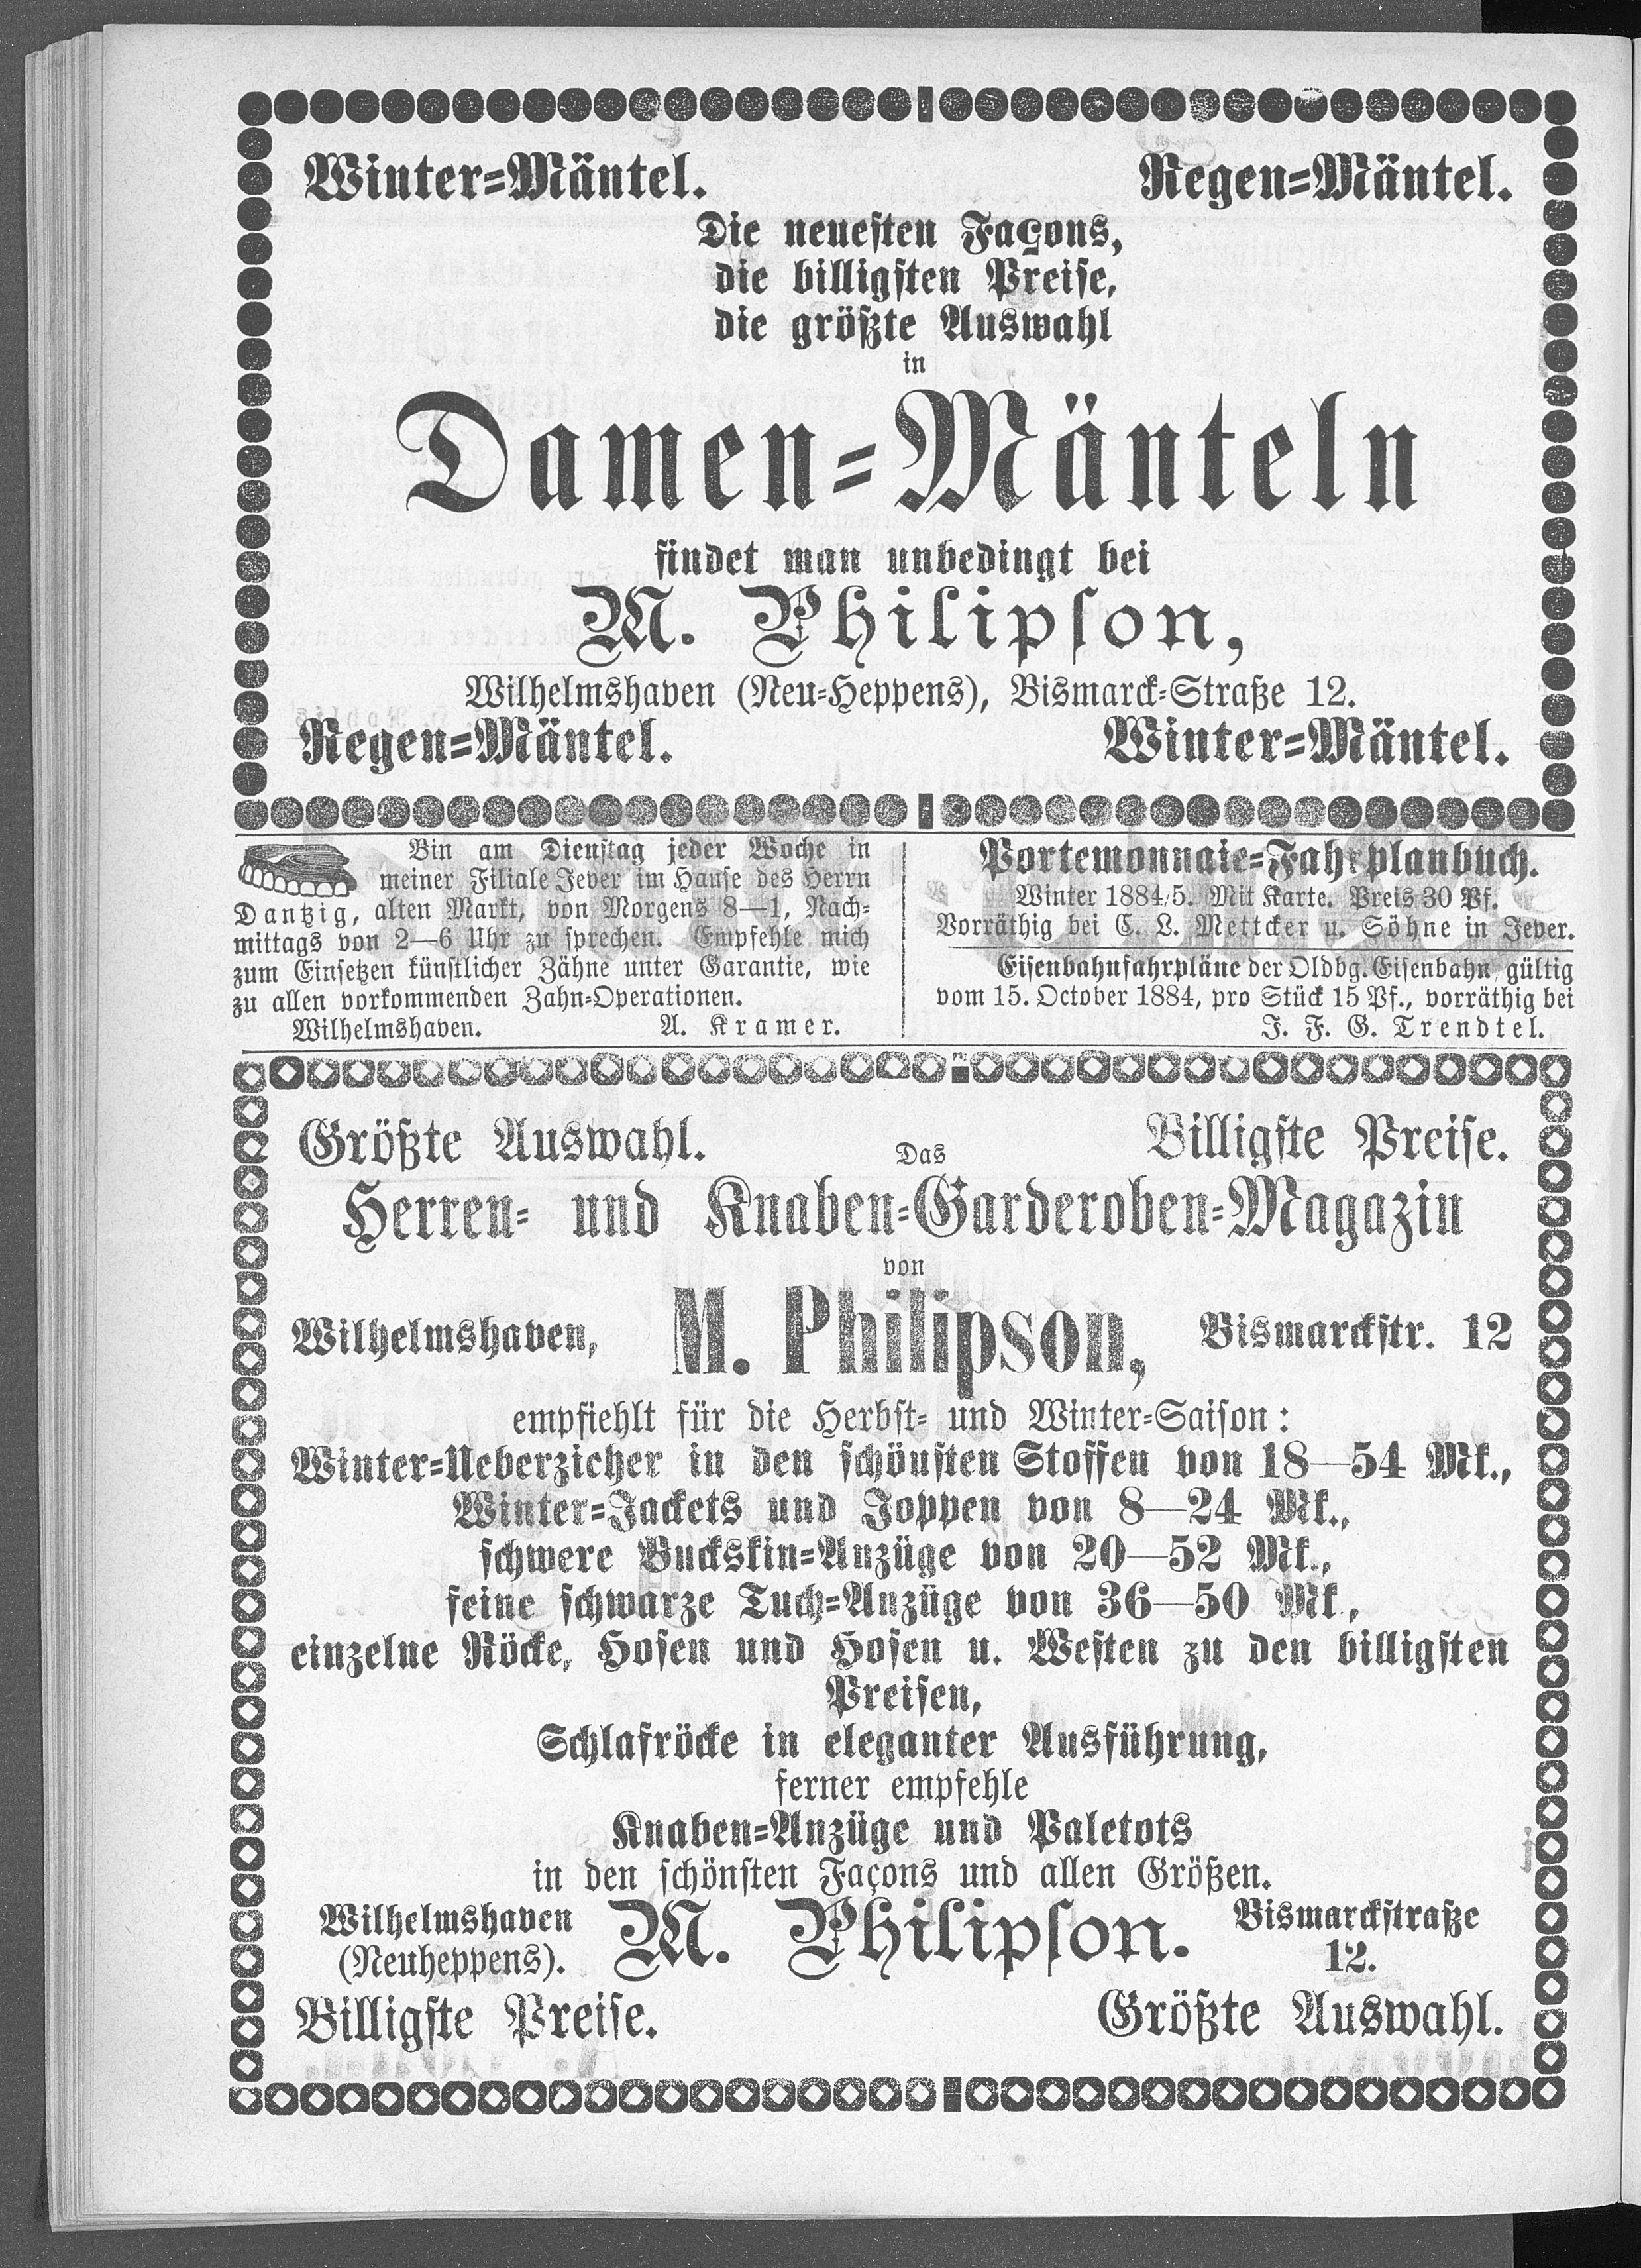 Winter=Mäntel. Regen=Mäntel.
Die neuesten Façons,
die billigsten Preise,
die größte Auswahl
in
Damen=Mänteln
findet man unbedingt bei
M. Philipson,
Wilhelmshaven (Neu=Heppens), Bismarck=Straße 12.
Regen=Mäntel. Winter=Mäntel.
Bin am Dienstag jeder Woche in
meiner Filiale Jever im Hause des Herrn
Dantzig, alten Markt, von Morgens 8—1, Nach=
mittags von 2—6 Uhr zu sprechen. Empfehle mich
zum Einsetzen künstlicher Zähne unter Garantie, wie
zu allen vorkommenden Zahn=Operationen.
Wilhelmshaven. A. Kramer.
Portemonnaie=Fahrplanbuch.
Winter 1884/5. Mit Karte. Preis 30 Pf.
Vorräthig bei C. L. Mettcker u. Söhne in Jever.
Eisenbahnfahrpläne der Oldbg. Eisenbahn, gültig
vom 15. October 1884, pro Stück 15 Pf., vorräthig bei
J. F. G. Trendtel.
Größte Auswahl. Billigste Preise.
Das
Herren= und Knaben=Garderoben=Magazin
von
Wilhelmshaven, M. Philipson, Bismarckstr. 12
empfiehlt für die Herbst= und Winter=Saison:
Winter=Ueberzieher in den schönsten Stoffen von 18—54 Mk.,
Winter=Jackets und Joppen von 8—24 Mk.,
schwere Buckskin=Anzüge von 20—52 Mk.,
feine schwarze Tuch=Anzüge von 36—50 Mk.,
einzelne Röcke, Hosen und Hosen u. Westen zu den billigsten
Preisen,
Schlafröcke in eleganter Ausführung,
ferner empfehle
Knaben=Anzüge und Paletots
in den schönsten Façons und allen Größen.
Wilhelmshaven M. Philipson. Bismarckstraße
(Neuheppens). 12.
Billigste Preise. Größte Auswahl.